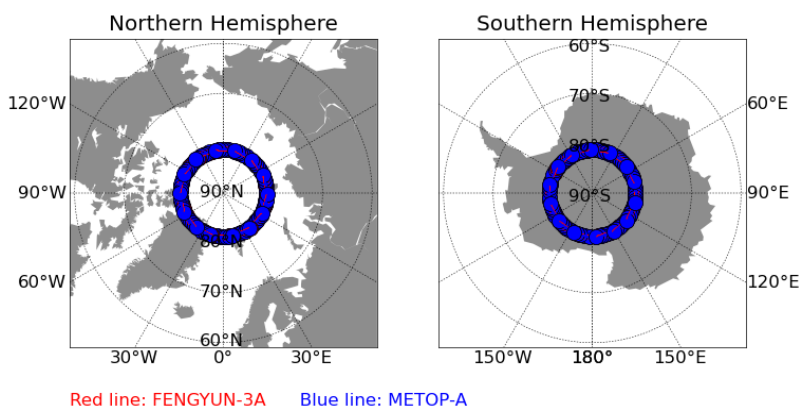 Northern Hemisphere
Southern Hemisphere
120°W
90°W
60°W
90°N
80°N
70°N
60°N
30°W
0°
30°E
60°S
70°S
80°S
90°S
60°E
90°E
120°E
150°W
180°
150°E
Red line: FENGYUN-3A
Blue line: METOP-A